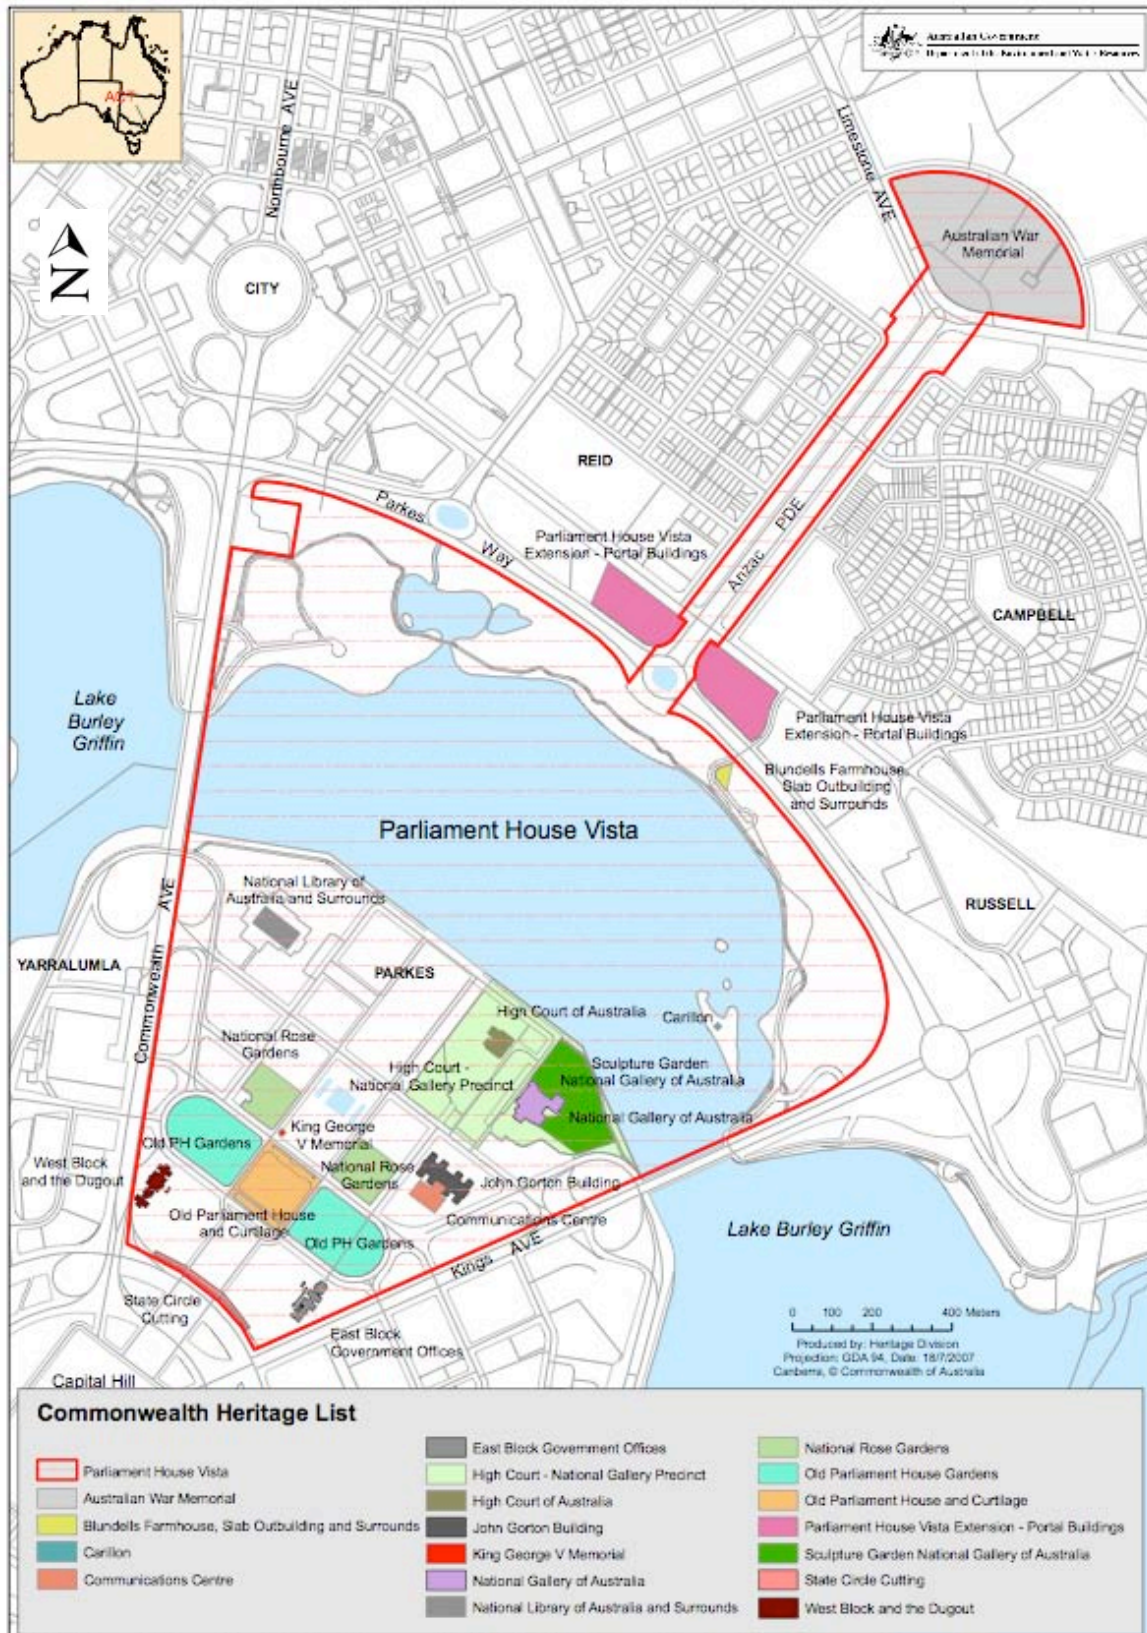 ACT
Australian Government
Northbourne AVE
Limestone AVE
N
Australian War
Memorial
CITY
REID
Parkes
Way
Parliament House Vista
Extension - Portal Buildings
Anzac PDE
CAMPBELL
Lake
Burley
Griffin
Parliament House Vista
Extension - Portal Buildings
Blundells Farmhouse,
Slab Outbuilding
and Surrounds
Parliament House Vista
National Library of
Australia and Surrounds
RUSSELL
Commonwealth AVE
YARRALUMLA
PARKES
High Court of Australia
Carillon
National Rose
Gardens
High Court -
National Gallery Precinct
Sculpture Garden
National Gallery of Australia
National Gallery of Australia
King George
V Memorial
Old PH Gardens
West Block
and the Dugout
National Rose
Gardens
John Gorton Building
Old Parliament House
and Curtilage
Communications Centre
Old PH Gardens
Kings AVE
Lake Burley Griffin
State Circle
Cutting
East Block
Government Offices
0 100 200 400 Meters
Produced by: Heritage Division
Projection: GDA 94, Date: 18/7/2007
Canberra, © Commonwealth of Australia
Capital Hill
Commonwealth Heritage List
Parliament House Vista
Australian War Memorial
Blundells Farmhouse, Slab Outbuilding and Surrounds
Carillon
Communications Centre
East Block Government Offices
High Court - National Gallery Precinct
High Court of Australia
John Gorton Building
King George V Memorial
National Gallery of Australia
National Library of Australia and Surrounds
National Rose Gardens
Old Parliament House Gardens
Old Parliament House and Curtilage
Parliament House Vista Extension - Portal Buildings
Sculpture Garden National Gallery of Australia
State Circle Cutting
West Block and the Dugout